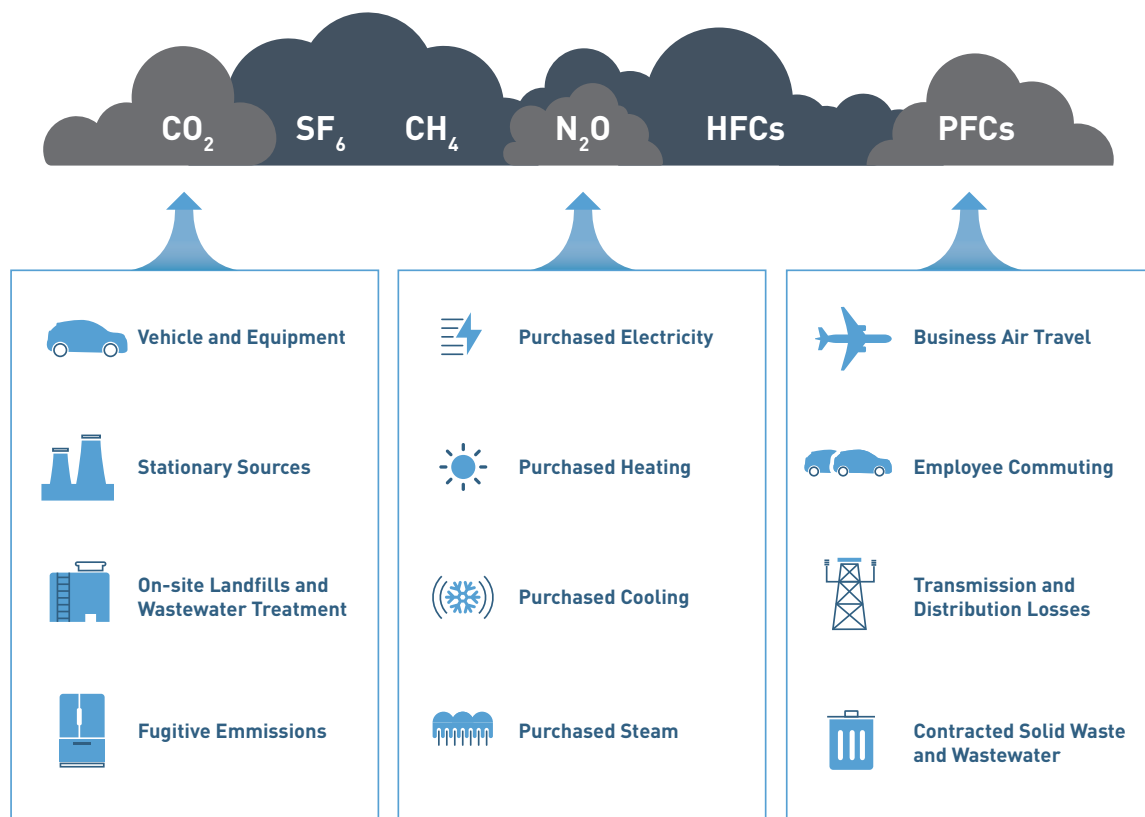 CO₂ SF₆ CH₄ N₂O HFCs PFCs
Vehicle and Equipment
Stationary Sources
On-site Landfills and
Wastewater Treatment
Fugitive Emmissions
Purchased Electricity
Purchased Heating
Purchased Cooling
Purchased Steam
Business Air Travel
Employee Commuting
Transmission and
Distribution Losses
Contracted Solid Waste
and Wastewater